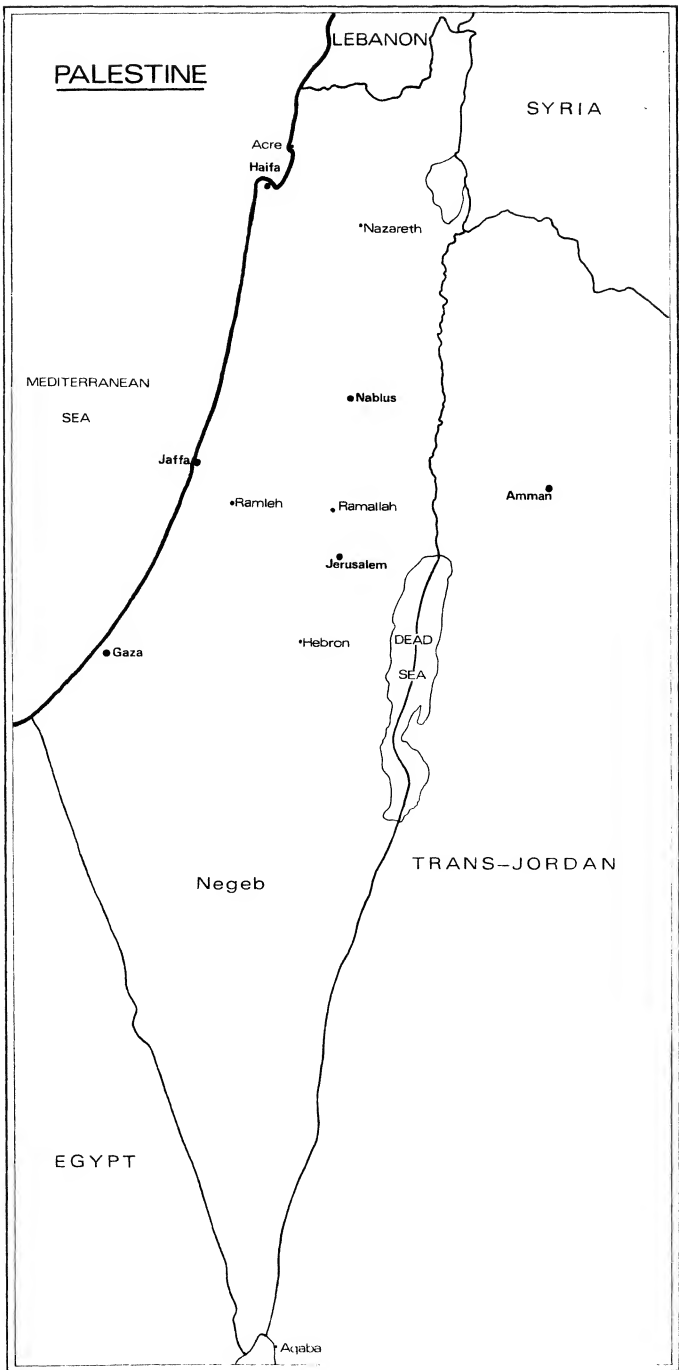 LEBANON
PALESTINE
SYRIA
Acre
Haifa
Nazareth
MEDITERRANEAN
SEA
Nablus
Jaffa
Amman
Ramleh
Ramallah
Jerusalem
Hebron
DEAD
SEA
Gaza
TRANS-JORDAN
Negeb
EGYPT
Aqaba